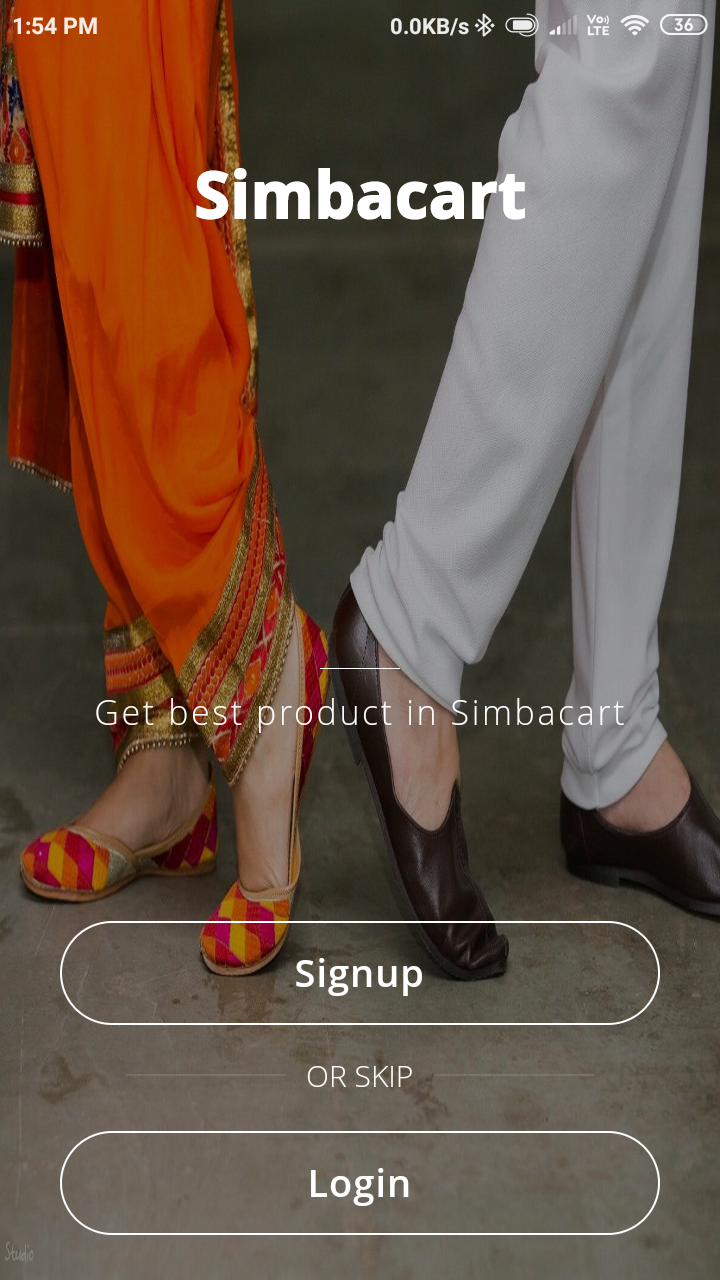 1:54 PM 0.0KB/s Vo LTE 36
Simbacart
Get best product in Simbacart
Signup
OR SKIP
Login
Studio